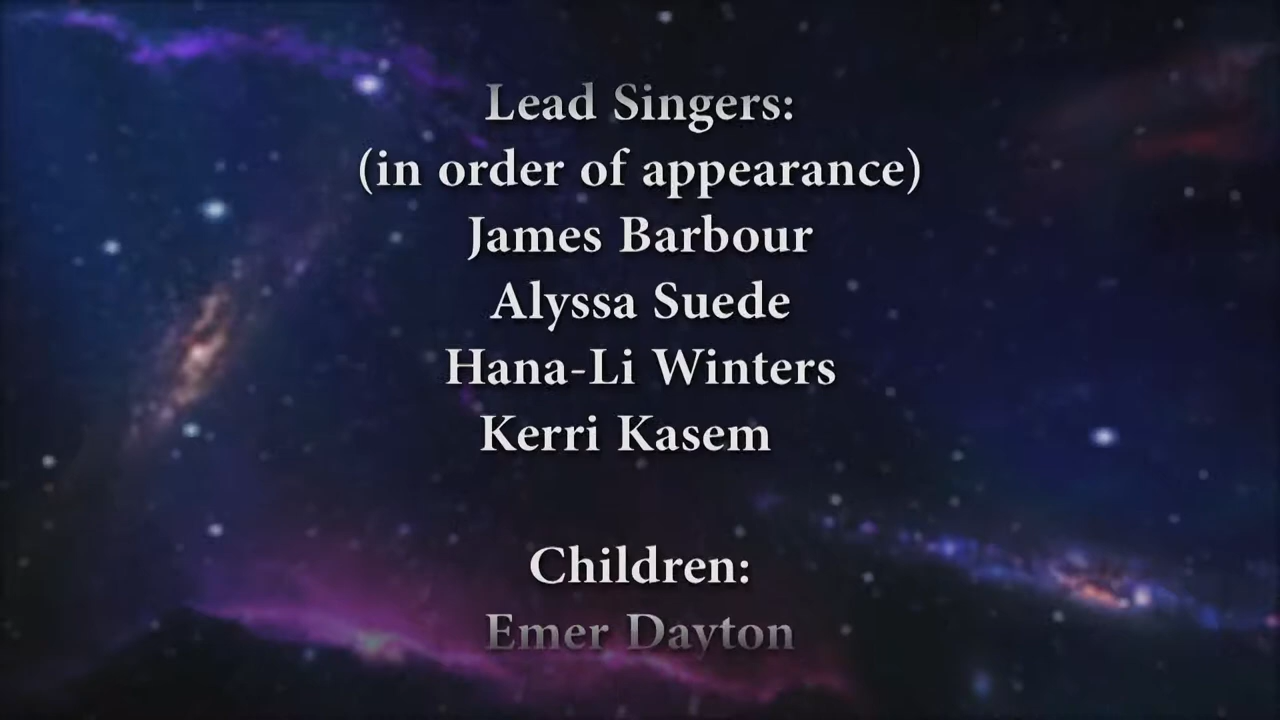 Lead Singers:
(in order of appearance)
James Barbour
Alyssa Suede
Hana-Li Winters
Kerri Kasem
Children:
Emer Dayton